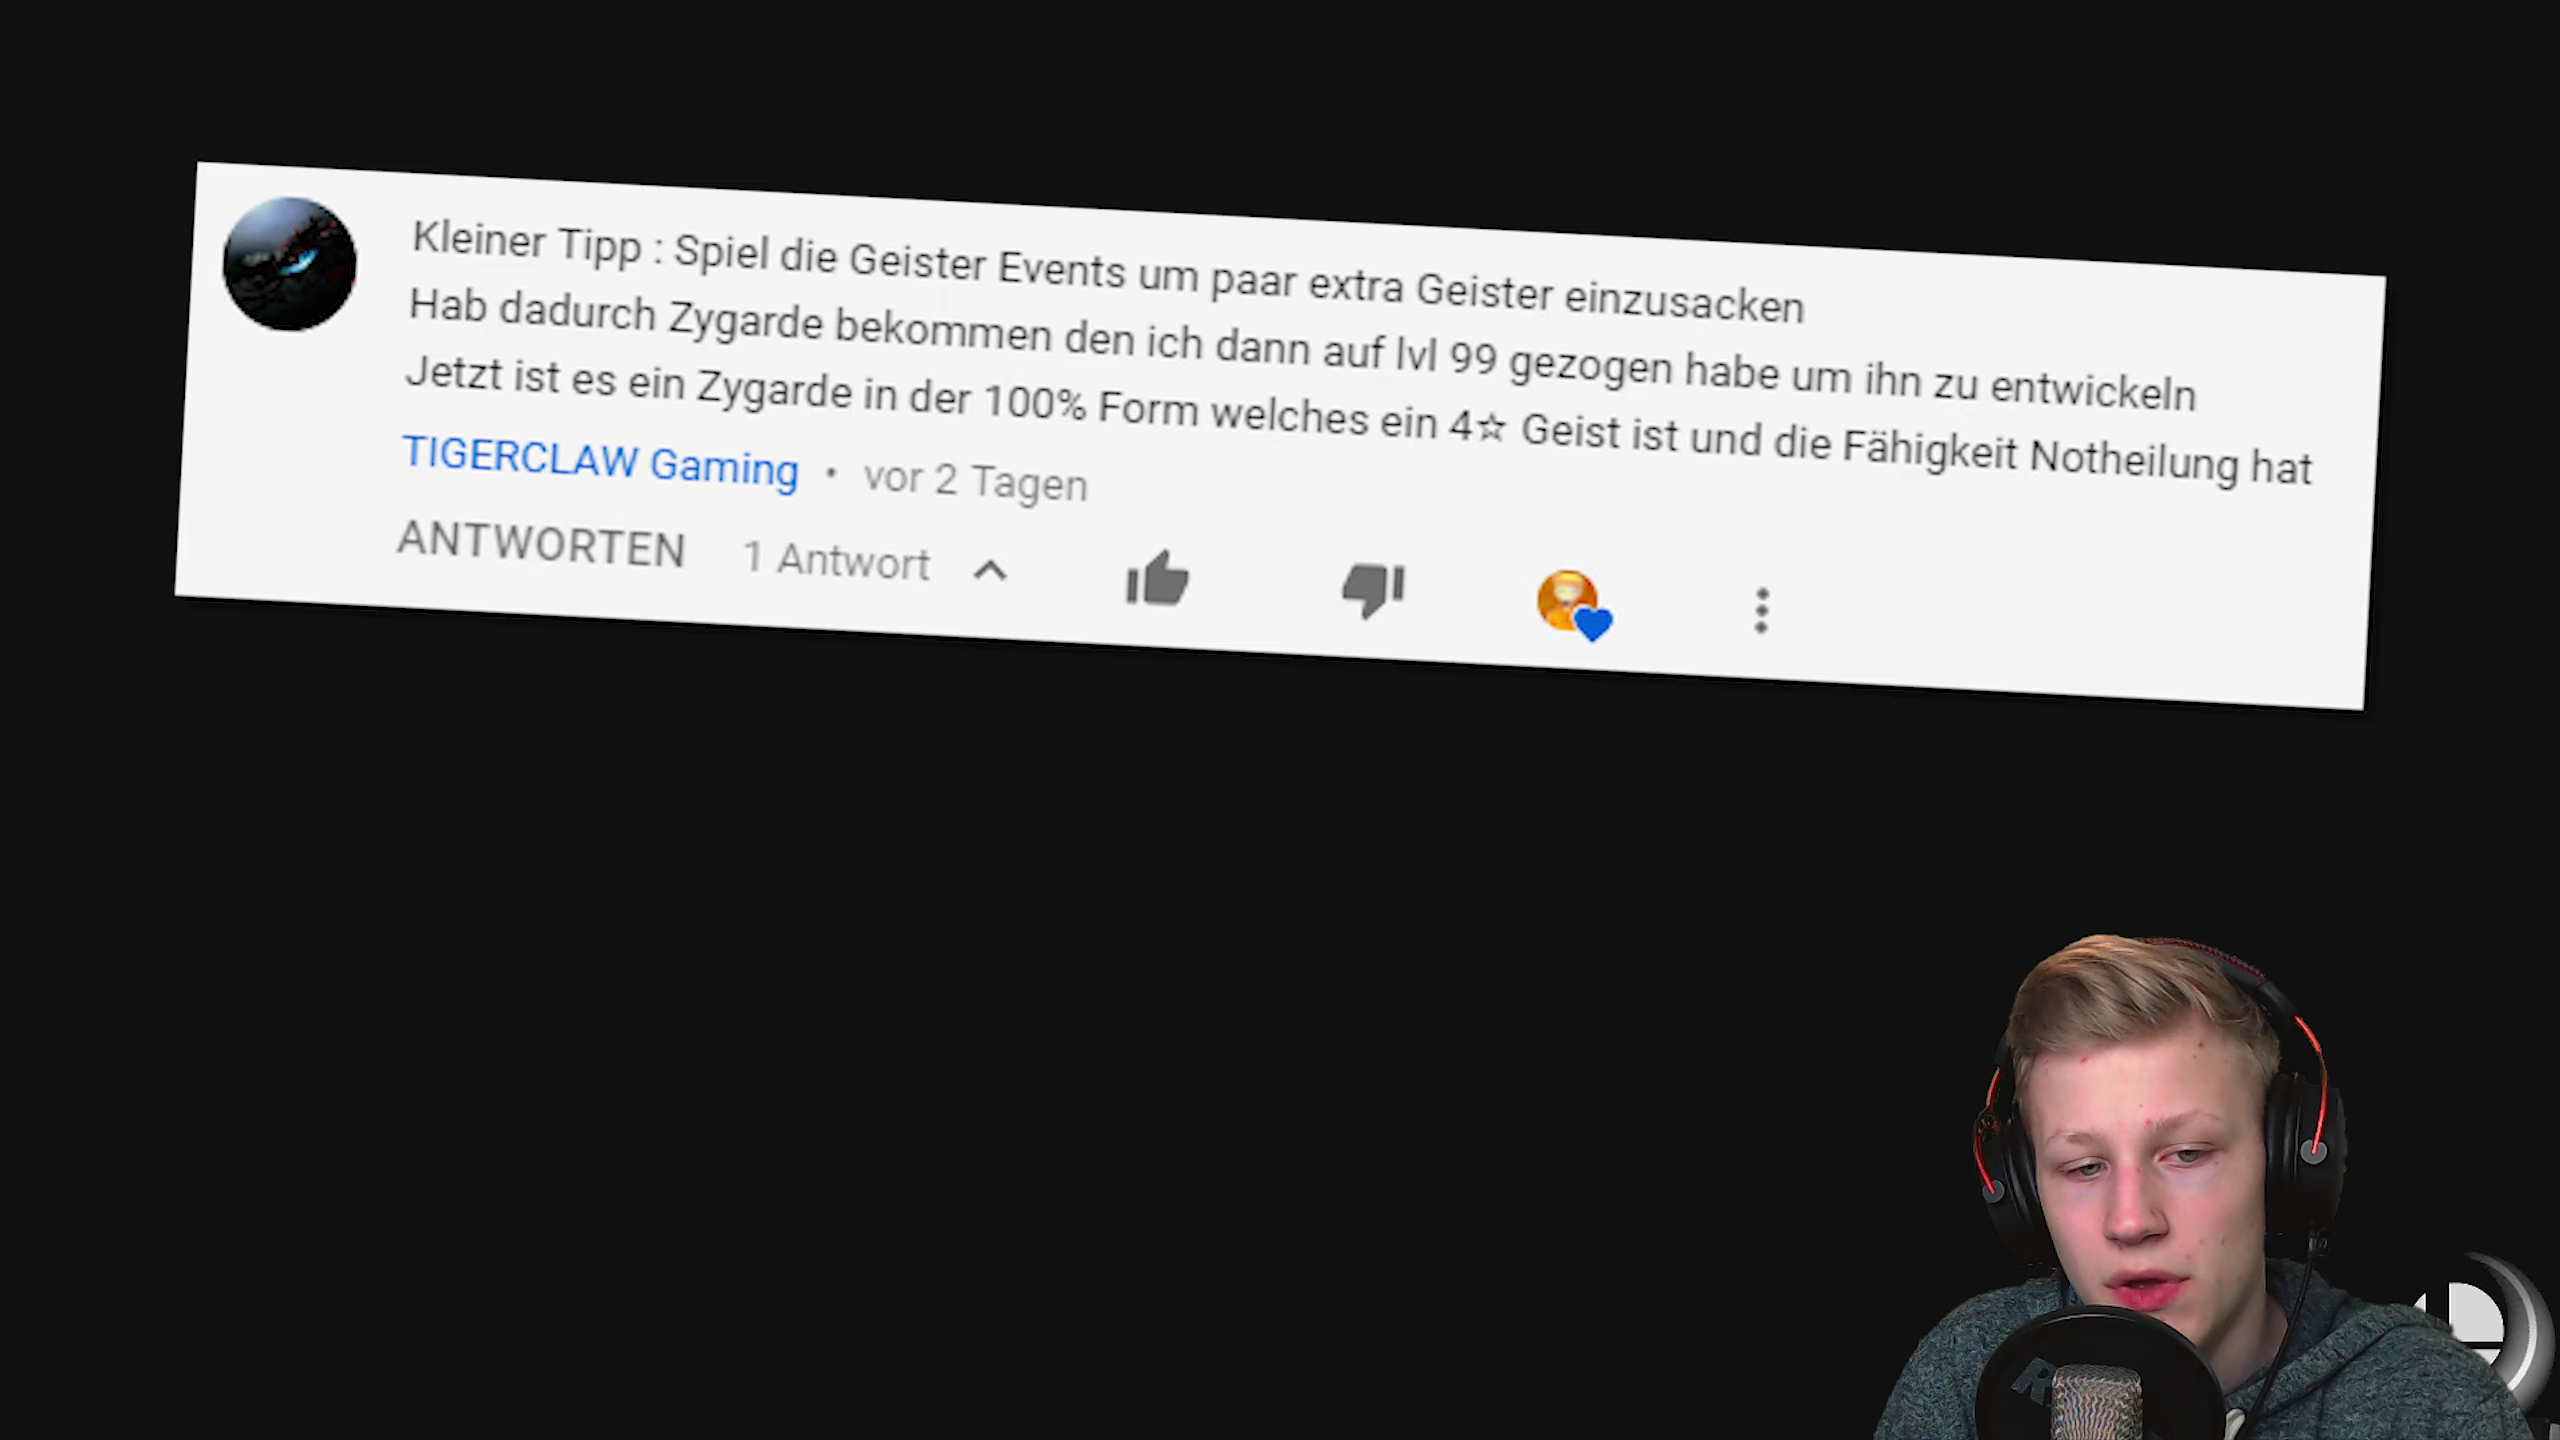 Kleiner Tipp : Spiel die Geister Events um paar extra Geister einzusacken
Hab dadurch Zygarde bekommen den ich dann auf lvl 99 gezogen habe um ihn zu entwickeln
Jetzt ist es ein Zygarde in der 100% Form welches ein 4☆ Geist ist und die Fähigkeit Notheilung hat
TIGERCLAW Gaming • vor 2 Tagen
ANTWORTEN 1 Antwort